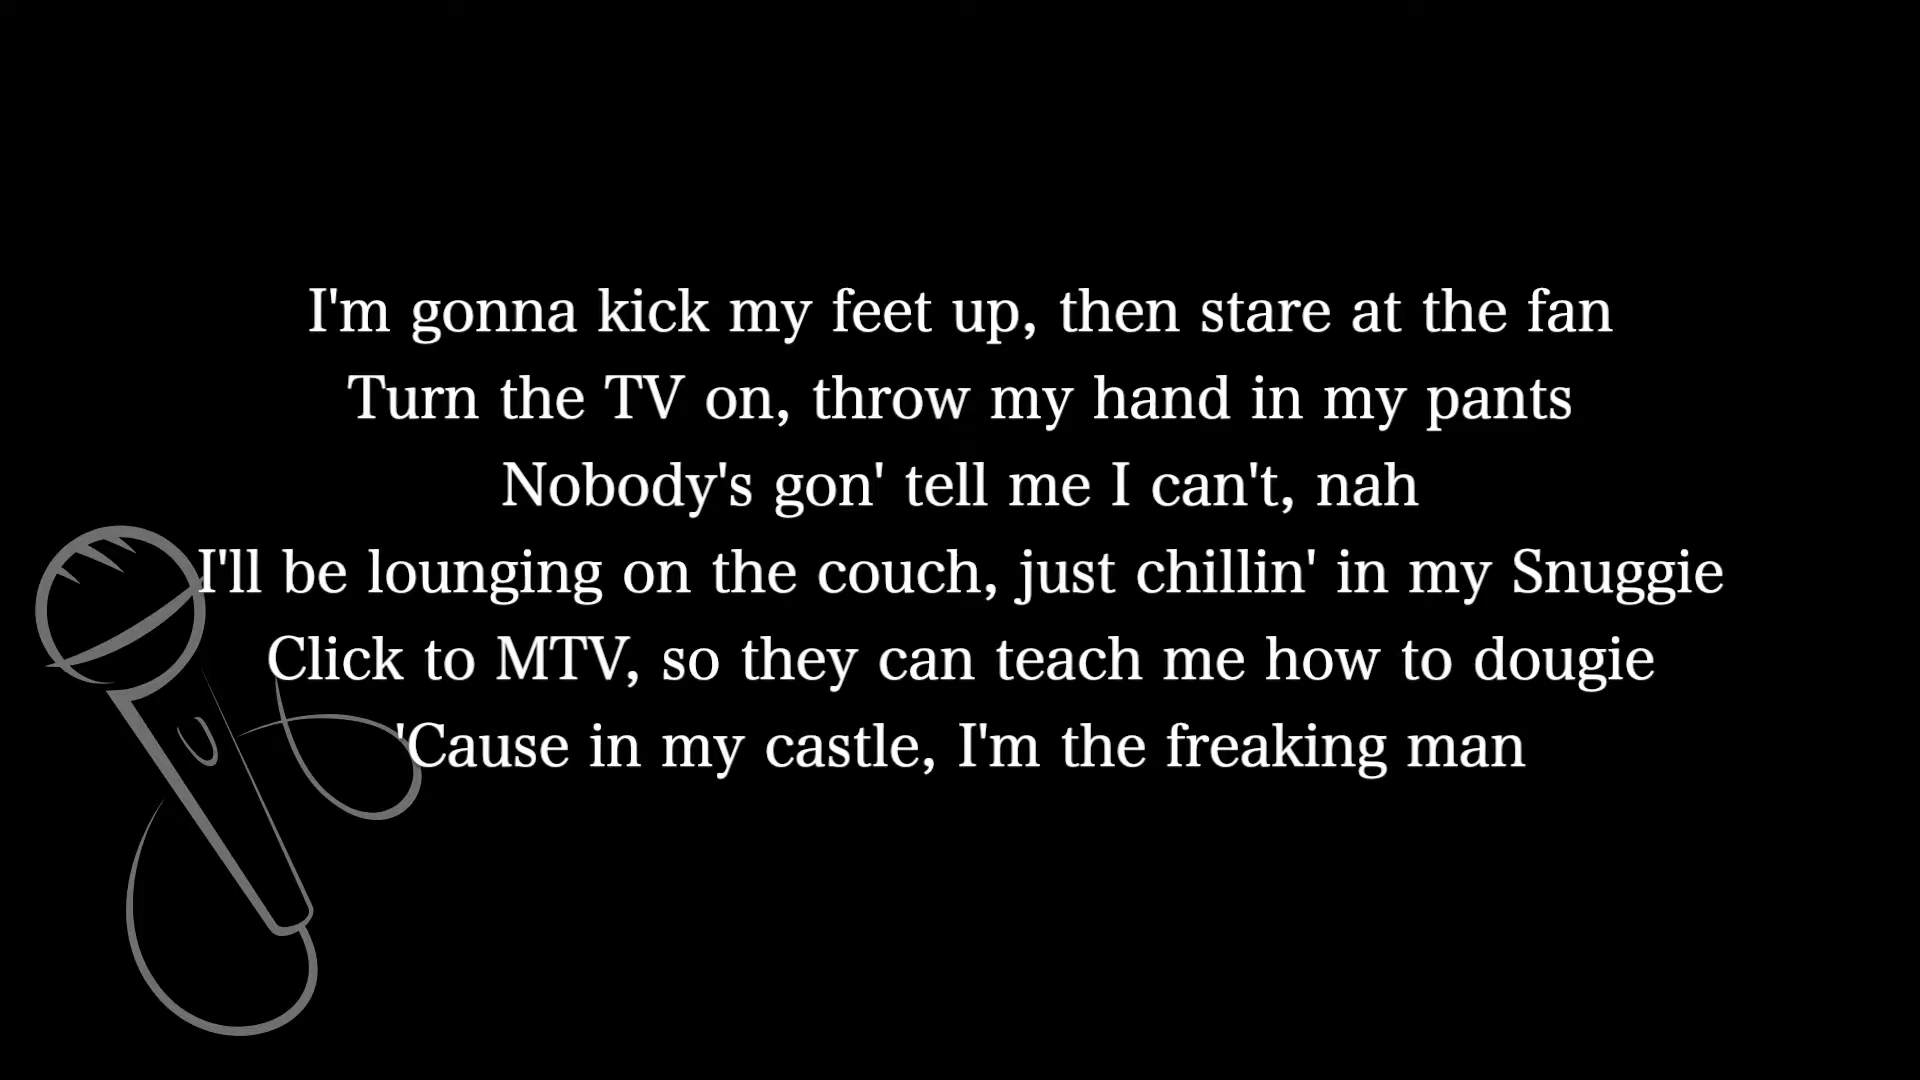 I'm gonna kick my feet up, then stare at the fan
Turn the TV on, throw my hand in my pants
Nobody's gon' tell me I can't, nah
I'll be lounging on the couch, just chillin' in my Snuggie
Click to MTV, so they can teach me how to dougie
'Cause in my castle, I'm the freaking man